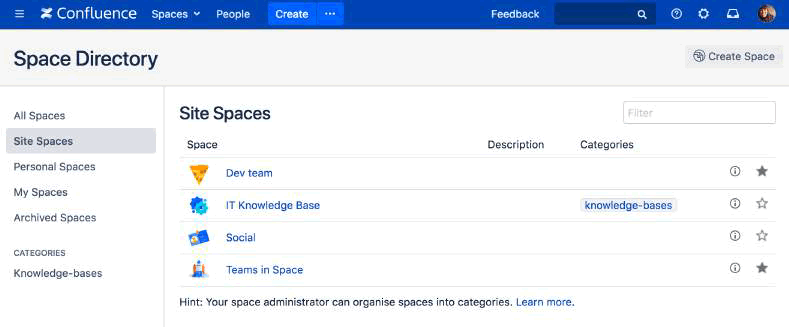 Confluence Spaces People Create ... Feedback
Space Directory
Create Space
All Spaces
Site Spaces
Personal Spaces
My Spaces
Archived Spaces
CATEGORIES
Knowledge-bases
Site Spaces
Filter
Space Description Categories
Dev team
IT Knowledge Base knowledge-bases
Social
Teams in Space
Hint: Your space administrator can organise spaces into categories. Learn more.